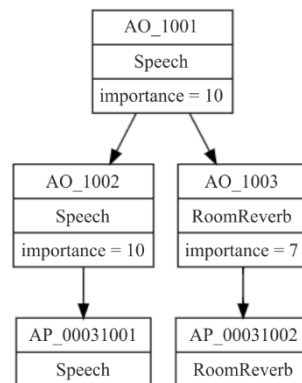 AO_1001
Speech
importance = 10
AO_1002
Speech
importance = 10
AO_1003
RoomReverb
importance = 7
AP_00031001
Speech
AP_00031002
RoomReverb